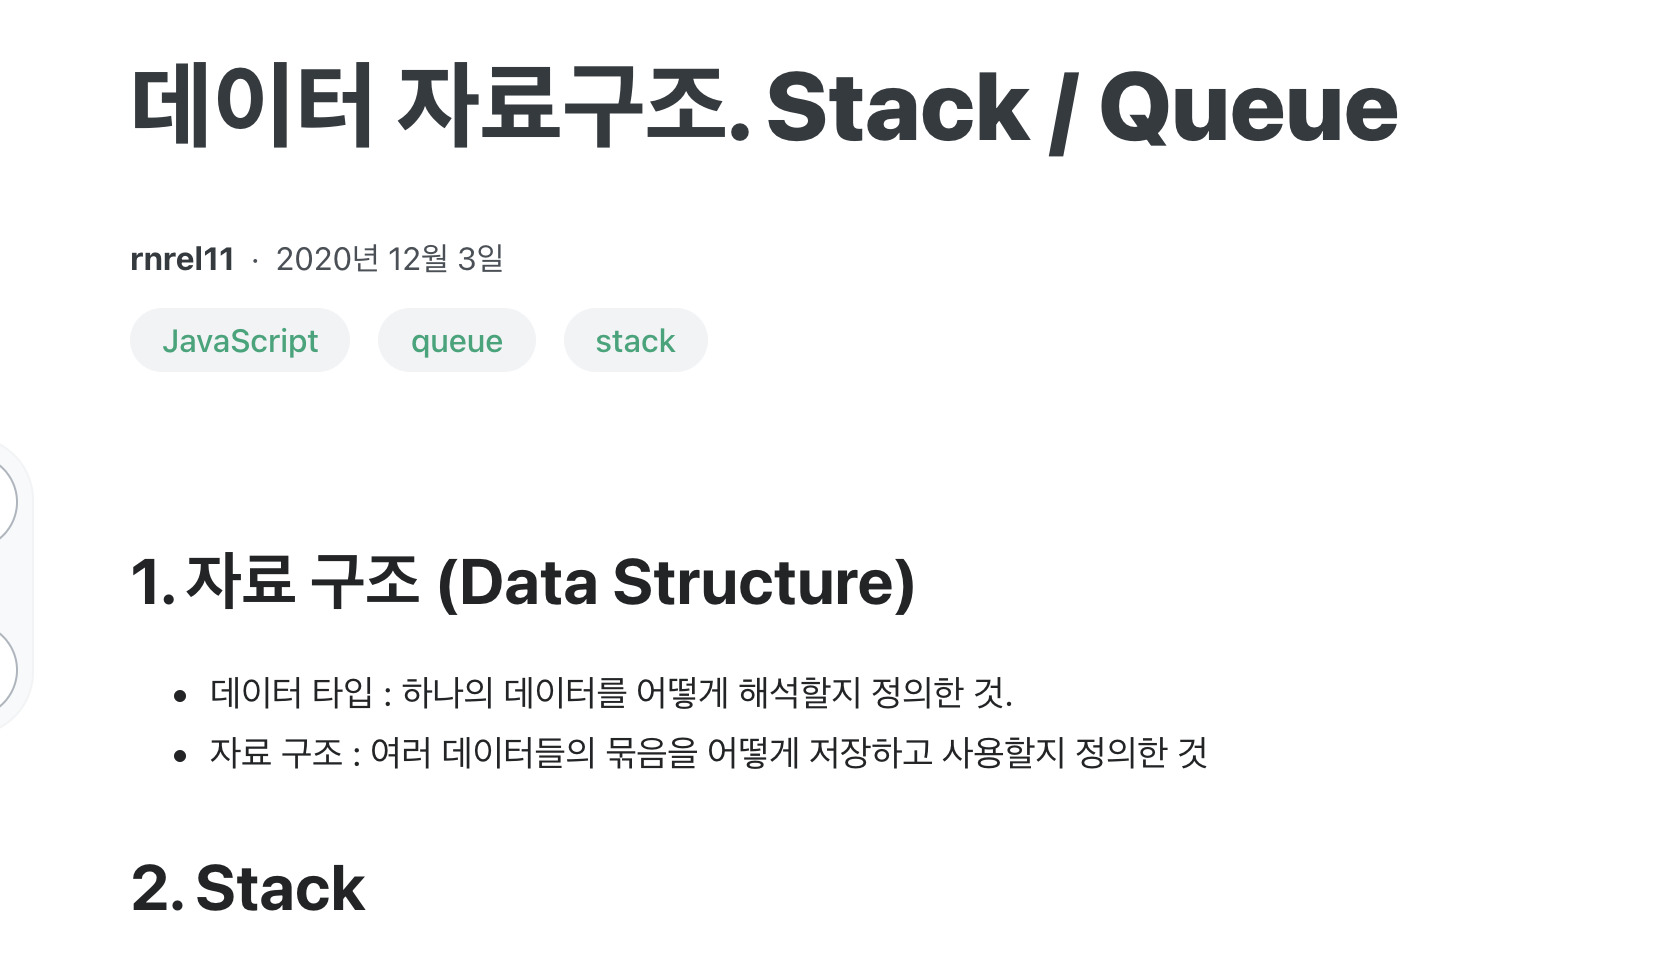 데이터 자료구조. Stack / Queue
rnrel11 · 2020년 12월 3일
JavaScript queue stack
1. 자료 구조 (Data Structure)
• 데이터 타입 : 하나의 데이터를 어떻게 해석할지 정의한 것.
• 자료 구조 : 여러 데이터들의 묶음을 어떻게 저장하고 사용할지 정의한 것
2. Stack